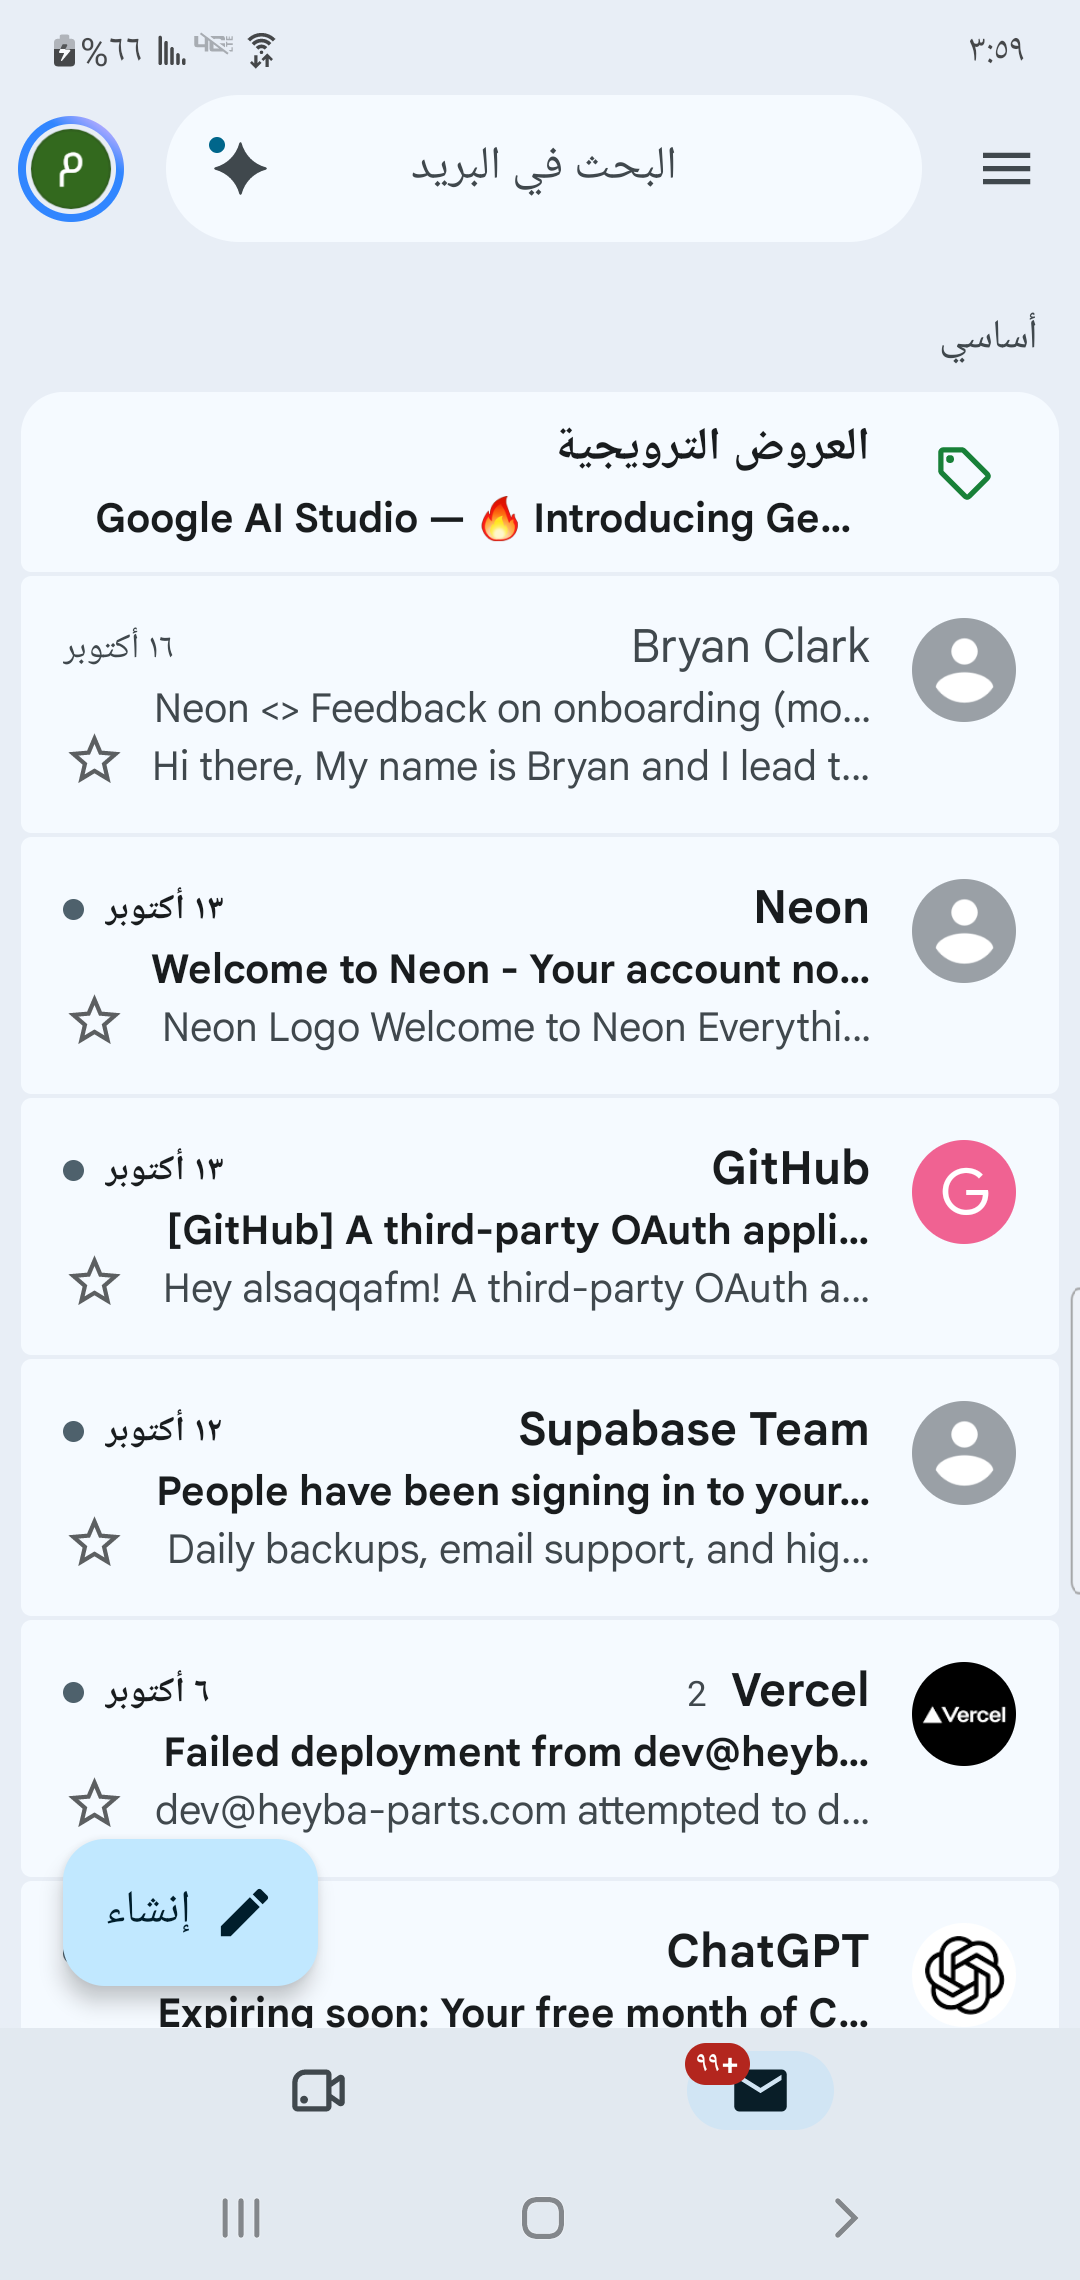 ٣:٥٩
%٦٦
البحث في البريد
م
أساسي
العروض الترويجية
Google AI Studio — 🔥 Introducing Ge...
Bryan Clark
١٦ أكتوبر
Neon <> Feedback on onboarding (mo...
Hi there, My name is Bryan and I lead t...
Neon
١٣ أكتوبر
Welcome to Neon - Your account no...
Neon Logo Welcome to Neon Everythi...
G
GitHub
١٣ أكتوبر
[GitHub] A third-party OAuth appli...
Hey alsaqqafm! A third-party OAuth a...
Supabase Team
١٢ أكتوبر
People have been signing in to your...
Daily backups, email support, and hig...
Vercel
Vercel 2
٦ أكتوبر
Failed deployment from dev@heyb...
dev@heyba-parts.com attempted to d...
إنشاء
ChatGPT
Expiring soon: Your free month of C...
+٩٩